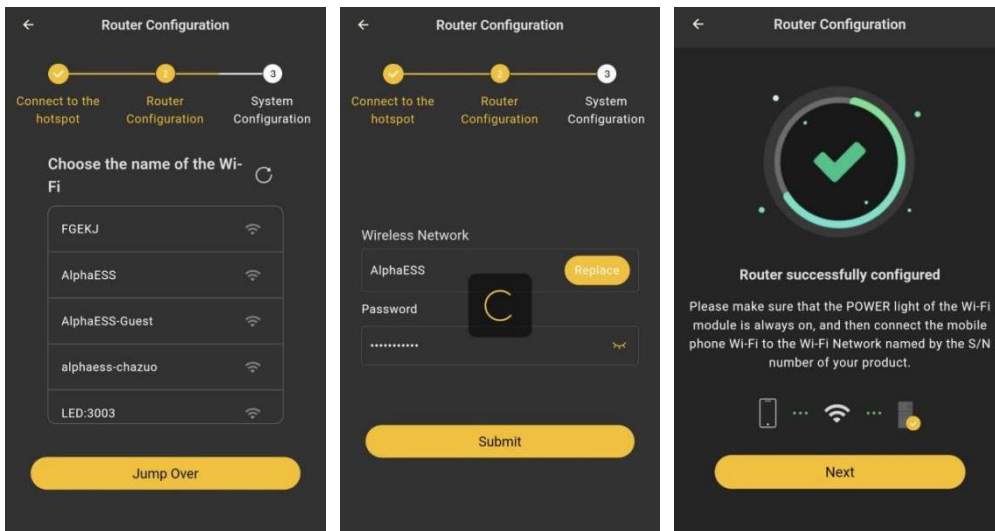 Router Configuration
2
3
Connect to the
hotspot
Router
Configuration
System
Configuration
Choose the name of the Wi-
Fi
FGEKJ
AlphaESS
AlphaESS-Guest
alphaess-chazuo
LED:3003
Jump Over
Router Configuration
2
3
Connect to the
hotspot
Router
Configuration
System
Configuration
Wireless Network
AlphaESS
Replace
Password
•••••••••••
Submit
Router Configuration
Router successfully configured
Please make sure that the POWER light of the Wi-Fi
module is always on, and then connect the mobile
phone Wi-Fi to the Wi-Fi Network named by the S/N
number of your product.
Next